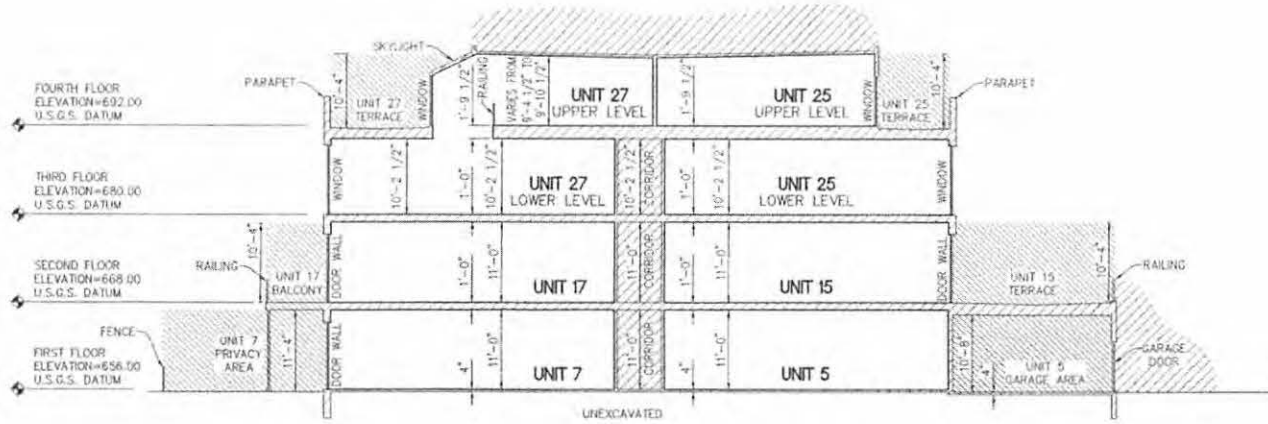 SKYLIGHT
PARAPET
FOURTH FLOOR
ELEVATION=692.00
U.S.G.S. DATUM
10'-4"
UNIT 27
TERRACE
WINDOW
1'-9 1/2"
RAILING
VARIES FROM
9'-4 1/2" TO
9'-10 1/2"
UNIT 27
UPPER LEVEL
1'-9 1/2"
UNIT 25
UPPER LEVEL
WINDOW
UNIT 25
TERRACE
10'-4"
PARAPET
THIRD FLOOR
ELEVATION=680.00
U.S.G.S. DATUM
WINDOW
10'-2 1/2"
1'-0"
10'-2 1/2"
UNIT 27
LOWER LEVEL
10'-2 1/2"
CORRIDOR
1'-0"
10'-2 1/2"
UNIT 25
LOWER LEVEL
WINDOW
SECOND FLOOR
ELEVATION=668.00
U.S.G.S. DATUM
RAILING
10'-4"
UNIT 17
BALCONY
DOOR WALL
1'-0"
11'-0"
UNIT 17
11'-0"
CORRIDOR
1'-0"
11'-0"
UNIT 15
DOOR WALL
UNIT 15
TERRACE
10'-4"
RAILING
FENCE
FIRST FLOOR
ELEVATION=656.00
U.S.G.S. DATUM
UNIT 7
PRIVACY
AREA
11'-4"
DOOR WALL
4"
11'-0"
UNIT 7
11'-0"
CORRIDOR
4"
11'-0"
UNIT 5
10'-8"
4"
UNIT 5
GARAGE AREA
GARAGE
DOOR
UNEXCAVATED